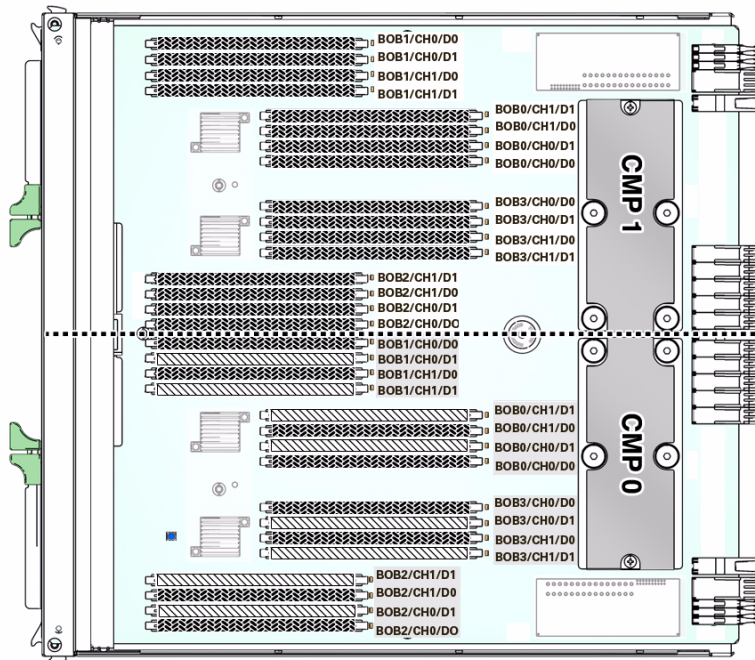 BOB1/CH0/D0
BOB1/CH0/D1
BOB1/CH1/D0
BOB1/CH1/D1
BOB0/CH1/D1
BOB0/CH1/D0
BOB0/CH0/D1
BOB0/CH0/D0
CMP 1
BOB3/CH0/D0
BOB3/CH0/D1
BOB3/CH1/D0
BOB3/CH1/D1
BOB2/CH1/D1
BOB2/CH1/D0
BOB2/CH0/D1
BOB2/CH0/DO
BOB1/CH0/D0
BOB1/CH0/D1
BOB1/CH1/D0
BOB1/CH1/D1
BOB0/CH1/D1
BOB0/CH1/D0
BOB0/CH0/D1
BOB0/CH0/D0
CMP 0
BOB3/CH0/D0
BOB3/CH0/D1
BOB3/CH1/D0
BOB3/CH1/D1
BOB2/CH1/D1
BOB2/CH1/D0
BOB2/CH0/D1
BOB2/CH0/DO